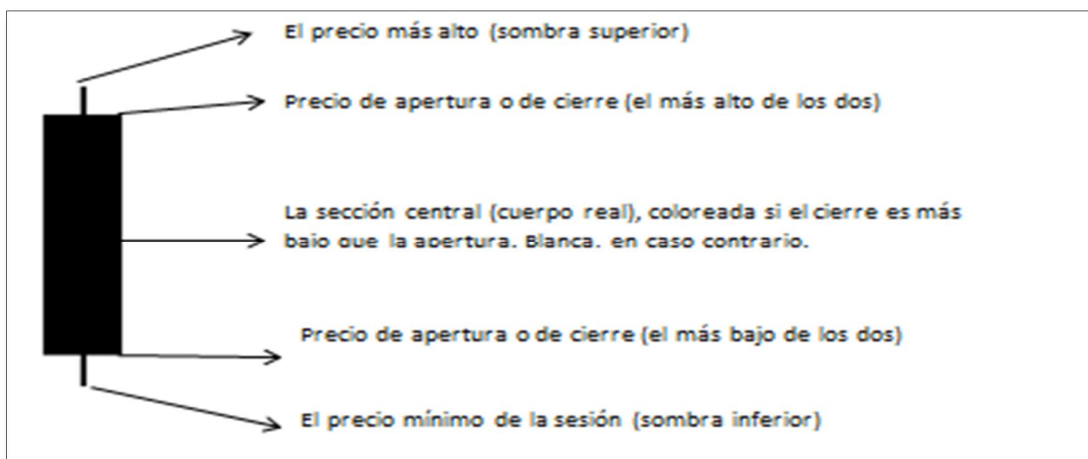 El precio más alto (sombra superior)
Precio de apertura o de cierre (el más alto de los dos)
La sección central (cuerpo real), coloreada si el cierre es más
bajo que la apertura. Blanca, en caso contrario.
Precio de apertura o de cierre (el más bajo de los dos)
El precio mínimo de la sesión (sombra inferior)